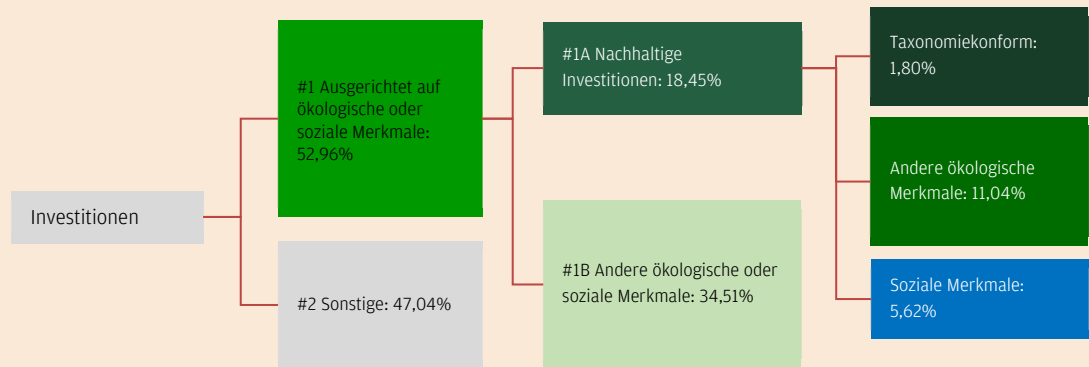 Investitionen
#1 Ausgerichtet auf
ökologische oder
soziale Merkmale:
52,96%
#2 Sonstige: 47,04%
#1A Nachhaltige
Investitionen: 18,45%
#1B Andere ökologische oder
soziale Merkmale: 34,51%
Taxonomiekonform:
1,80%
Andere ökologische
Merkmale: 11,04%
Soziale Merkmale:
5,62%